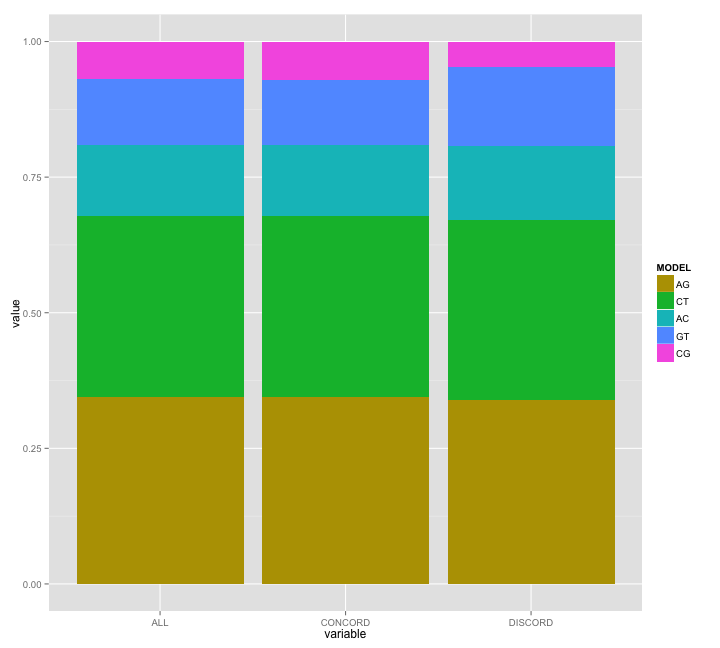 1.00
0.75
0.50
0.25
0.00
value
ALL CONCORD DISCORD
variable
MODEL
AG
CT
AC
GT
CG